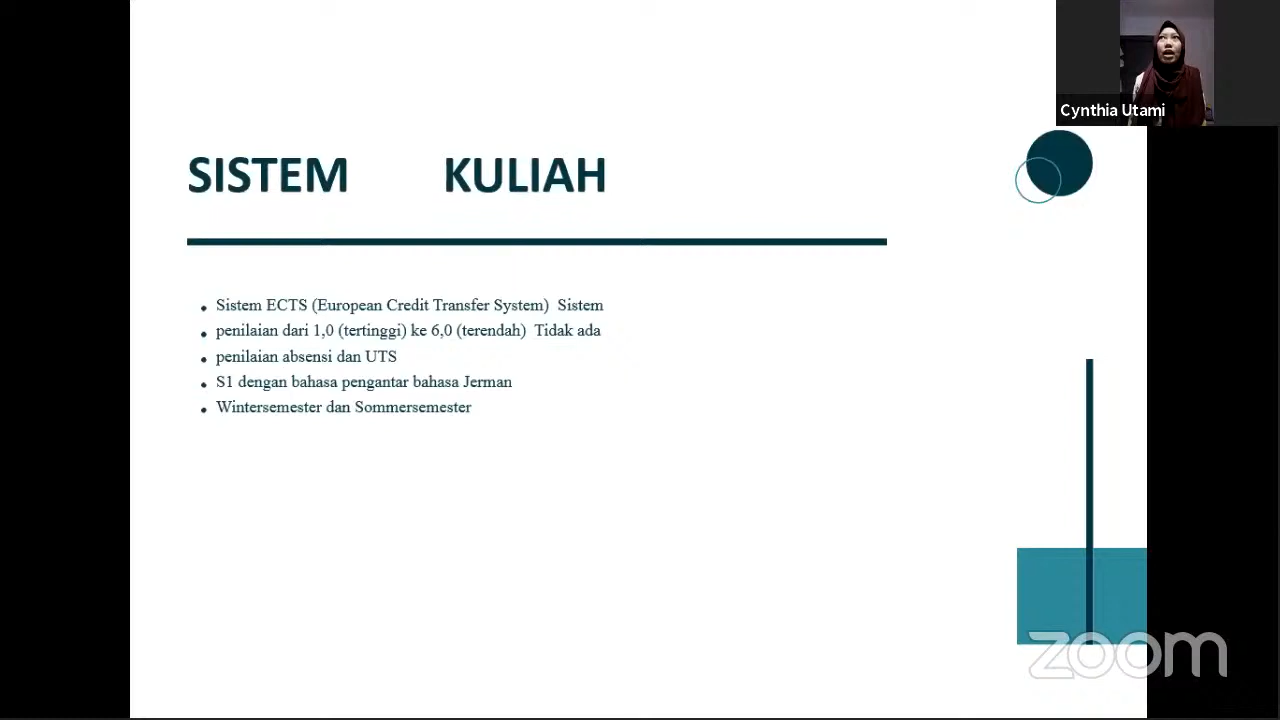 Cynthia Utami
SISTEM KULIAH
• Sistem ECTS (European Credit Transfer System) Sistem
• penilaian dari 1,0 (tertinggi) ke 6,0 (terendah) Tidak ada
• penilaian absensi dan UTS
• S1 dengan bahasa pengantar bahasa Jerman
• Wintersemester dan Sommersemester
zoom